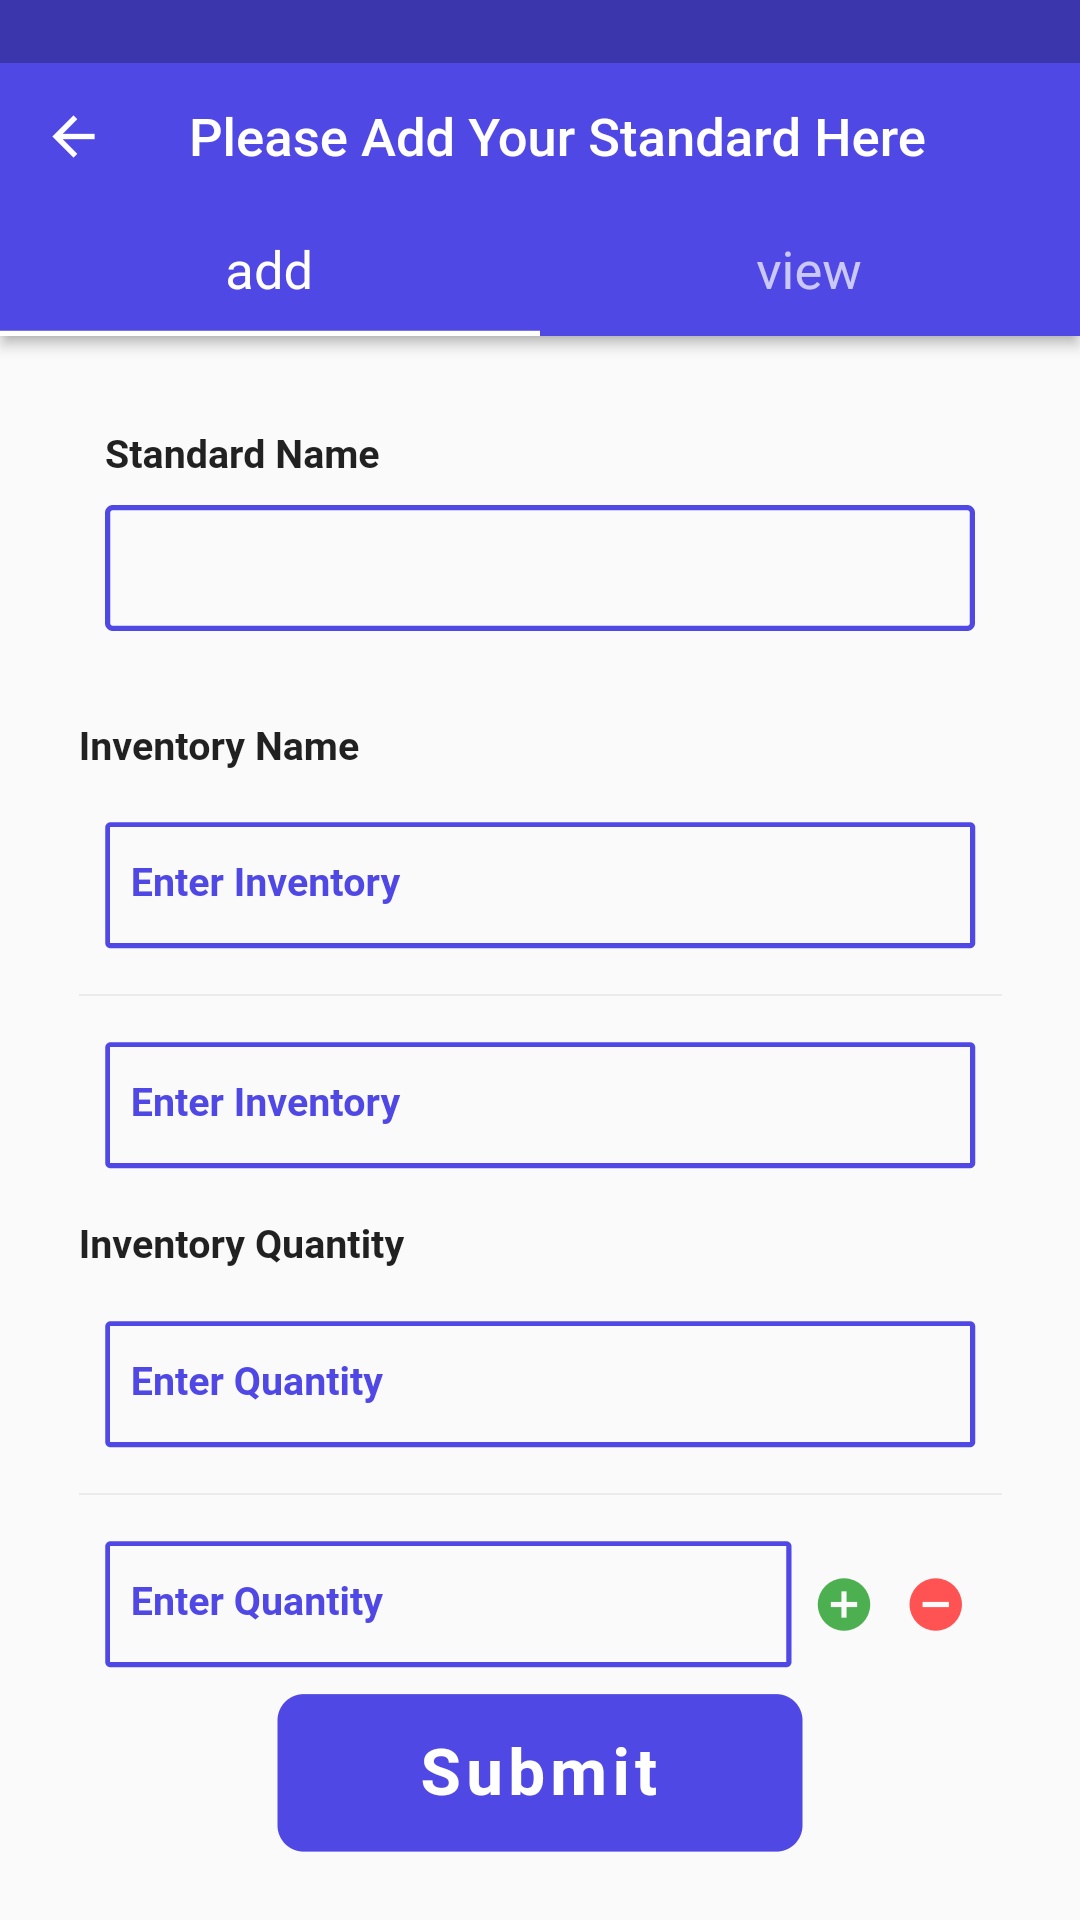 Please Add Your Standard Here
add
view
Standard Name
Inventory Name
Enter Inventory
Enter Inventory
Inventory Quantity
Enter Quantity
Enter Quantity
Submit